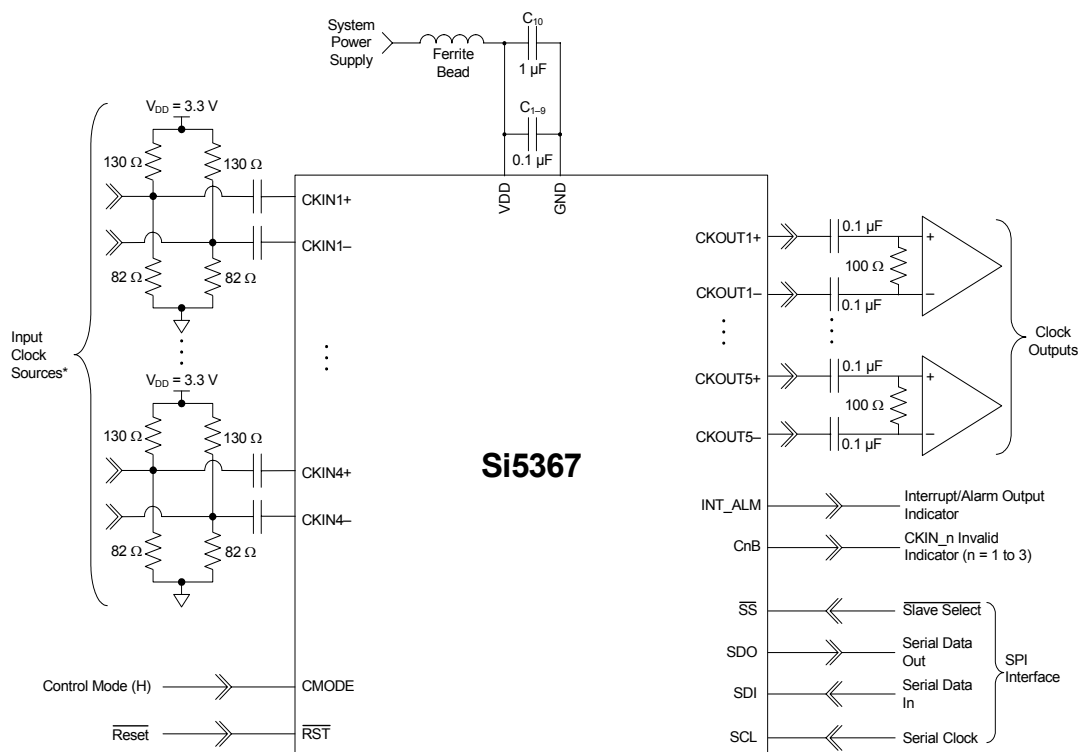 System
Power
Supply
Ferrite
Bead
C10
1 µF
C1–9
0.1 µF
VDD = 3.3 V
130 Ω
130 Ω
82 Ω
82 Ω
VDD = 3.3 V
130 Ω
130 Ω
82 Ω
82 Ω
Input
Clock
Sources*
Control Mode (H)
Reset
CKIN1+
CKIN1–
CKIN4+
CKIN4–
CMODE
RST
VDD
GND
Si5367
CKOUT1+
CKOUT1–
CKOUT5+
CKOUT5–
INT_ALM
CnB
SS
SDO
SDI
SCL
0.1 µF
100 Ω
+
–
0.1 µF
0.1 µF
100 Ω
+
–
0.1 µF
Clock
Outputs
Interrupt/Alarm Output
Indicator
CKIN_n Invalid
Indicator (n = 1 to 3)
Slave Select
Serial Data
Out
Serial Data
In
Serial Clock
SPI
Interface